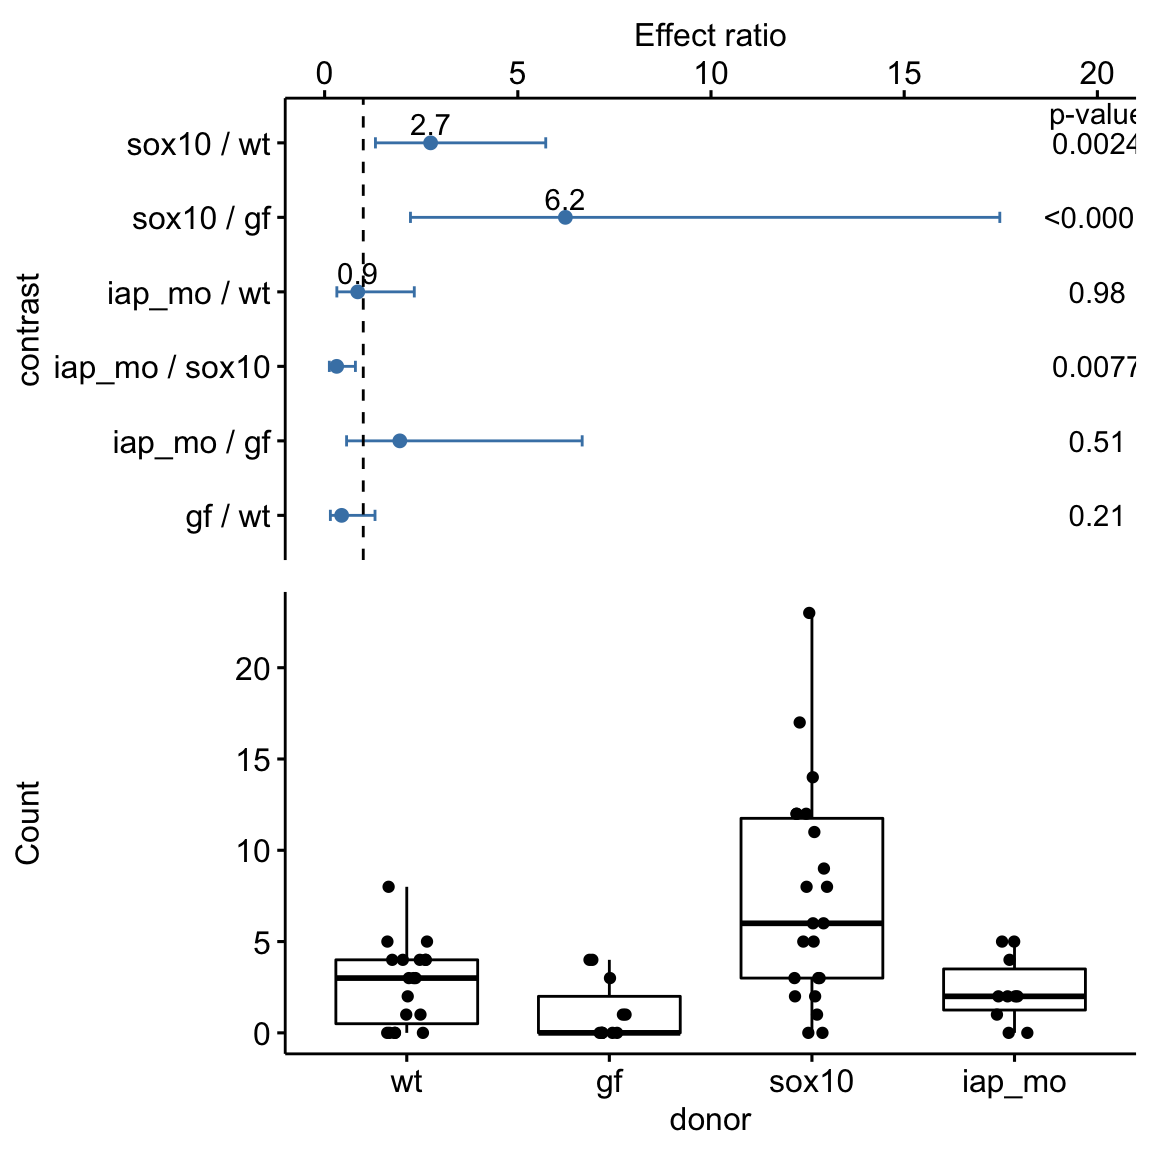 Effect ratio
0 5 10 15 20
p-value
sox10 / wt 2.7 0.0024
sox10 / gf 6.2 <0.000
iap_mo / wt 0.9 0.98
iap_mo / sox10 0.0077
iap_mo / gf 0.51
gf / wt 0.21
contrast
20
15
10
5
0
Count
wt gf sox10 iap_mo
donor